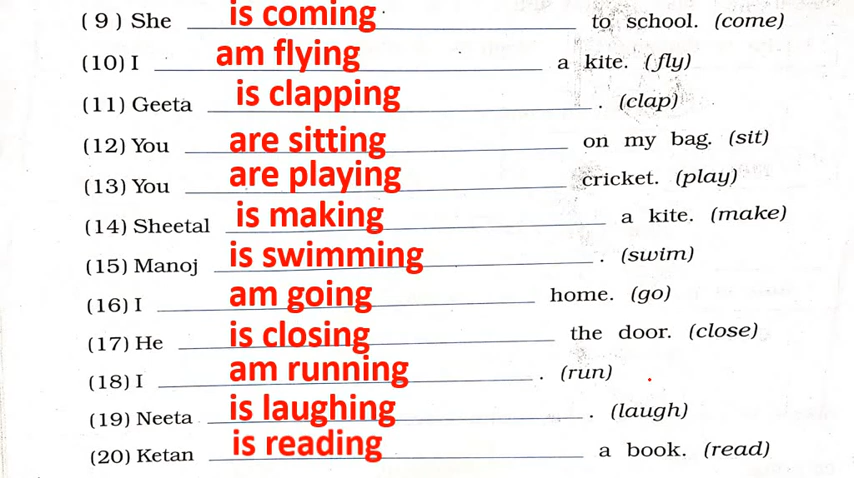 ( 9 ) She is coming to school. (come)
(10) I am flying a kite. (fly)
(11) Geeta is clapping . (clap)
(12) You are sitting on my bag. (sit)
(13) You are playing cricket. (play)
(14) Sheetal is making a kite. (make)
(15) Manoj is swimming . (swim)
(16) I am going home. (go)
(17) He is closing the door. (close)
(18) I am running . (run)
(19) Neeta is laughing . (laugh)
(20) Ketan is reading a book. (read)